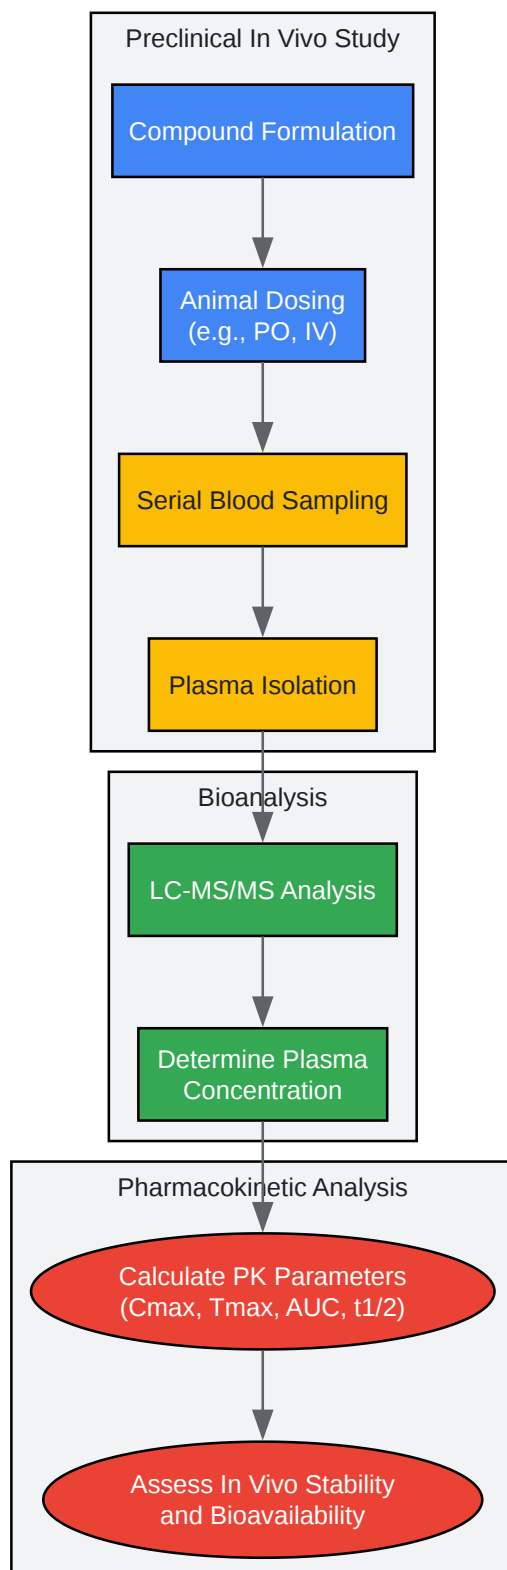 Preclinical In Vivo Study
Compound Formulation
Animal Dosing
(e.g., PO, IV)
Serial Blood Sampling
Plasma Isolation
Bioanalysis
LC-MS/MS Analysis
Determine Plasma
Concentration
Pharmacokinetic Analysis
Calculate PK Parameters
(Cmax, Tmax, AUC, t1/2)
Assess In Vivo Stability
and Bioavailability